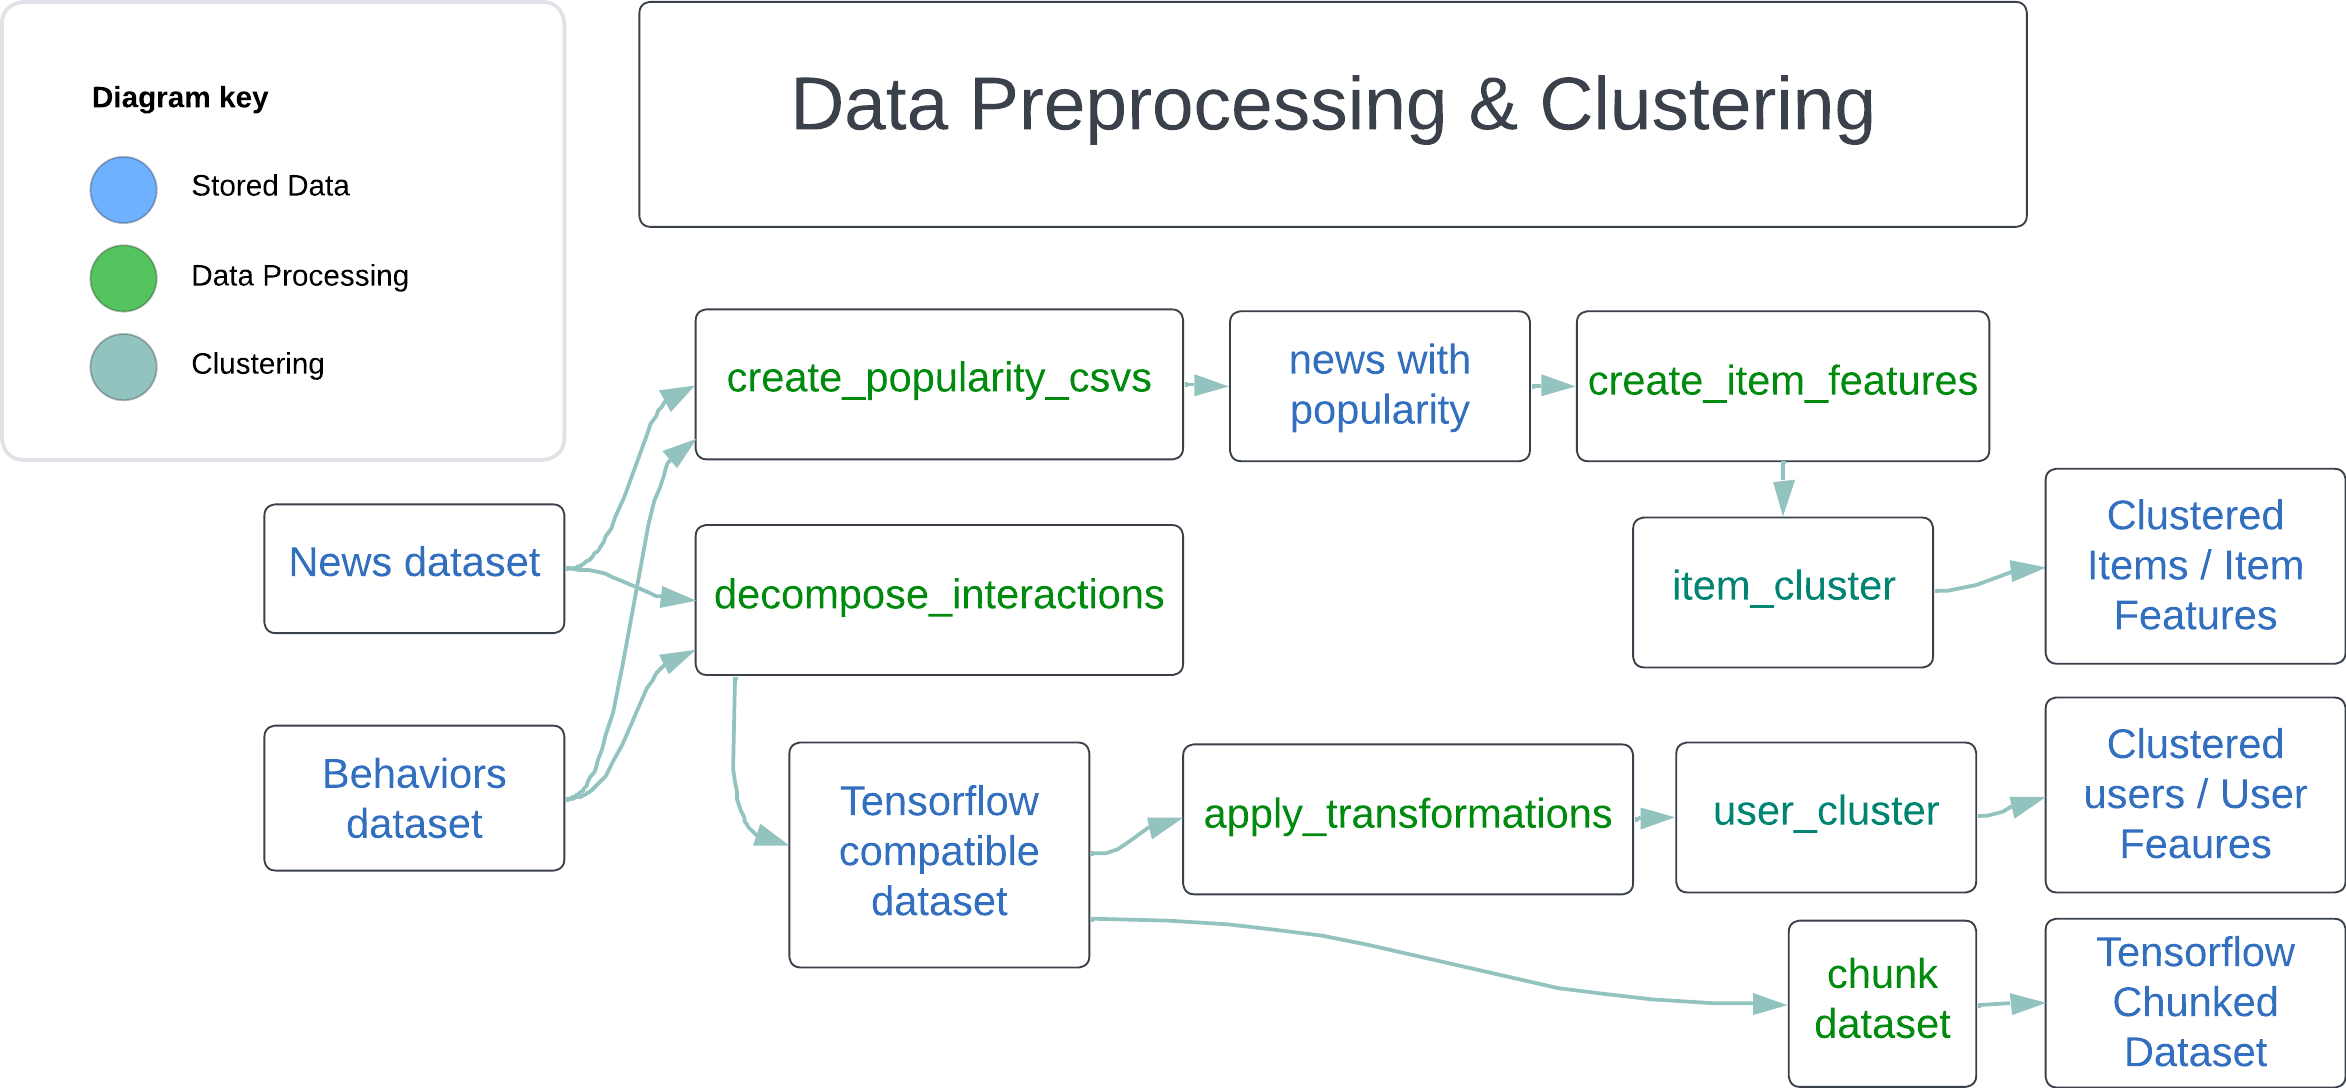 Data Preprocessing & Clustering
Diagram key
Stored Data
Data Processing
Clustering
create_popularity_csvs
news with
popularity
create_item_features
News dataset
decompose_interactions
item_cluster
Clustered
Items / Item
Features
Behaviors
dataset
Tensorflow
compatible
dataset
apply_transformations
user_cluster
Clustered
users / User
Feaures
chunk
dataset
Tensorflow
Chunked
Dataset